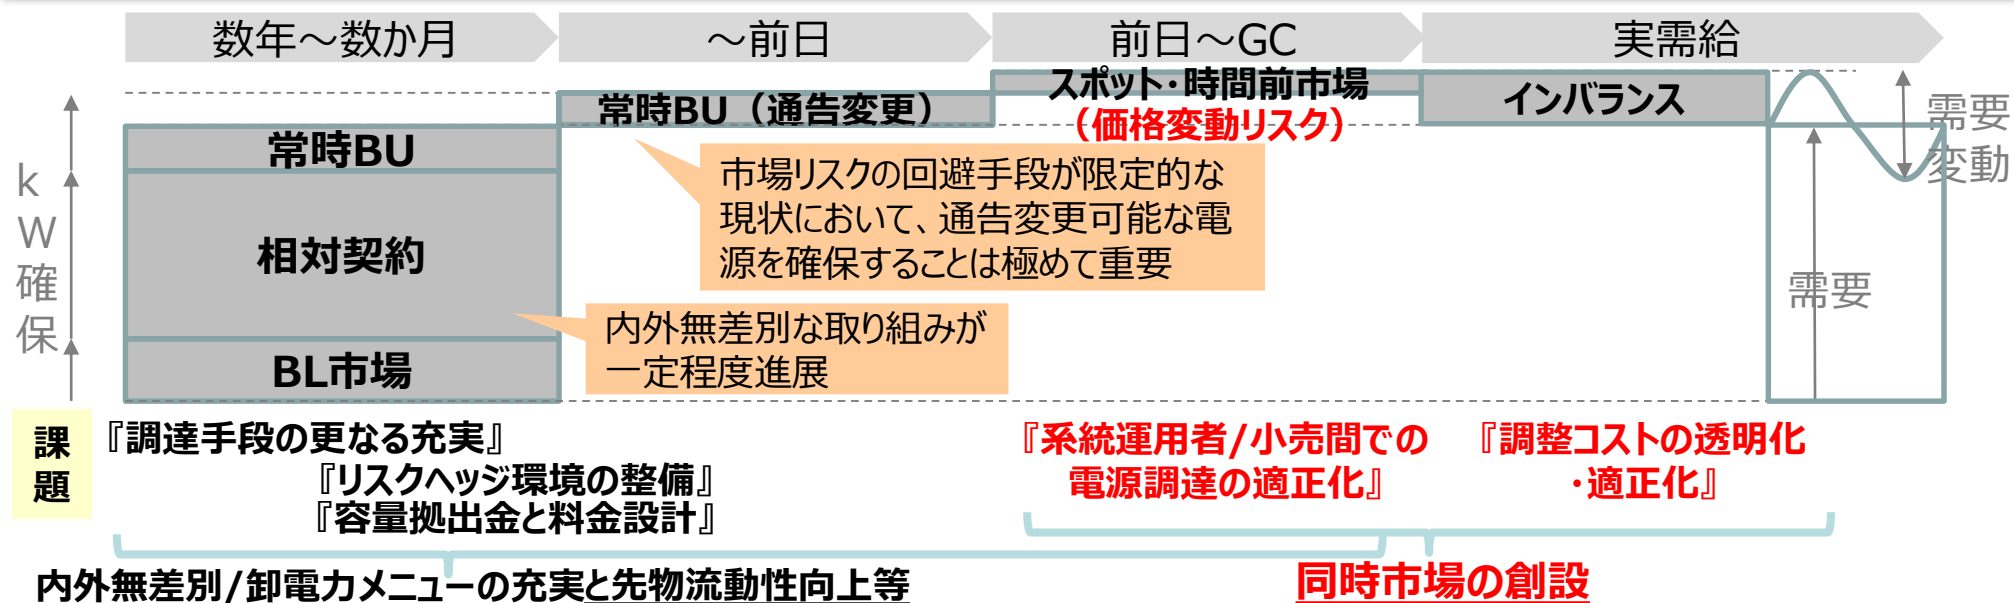 数年～数か月
～前日
前日～GC
実需給
スポット・時間前市場
（価格変動リスク）
常時BU（通告変更）
インバランス
常時BU
相対契約
BL市場
kW確保
市場リスクの回避手段が限定的な
現状において、通告変更可能な電
源を確保することは極めて重要
内外無差別な取り組みが
一定程度進展
需要
変動
需要
課
題
『調達手段の更なる充実』
『リスクヘッジ環境の整備』
『容量拠出金と料金設計』
『系統運用者/小売間での
電源調達の適正化』
『調整コストの透明化
・適正化』
内外無差別/卸電力メニューの充実と先物流動性向上等
同時市場の創設